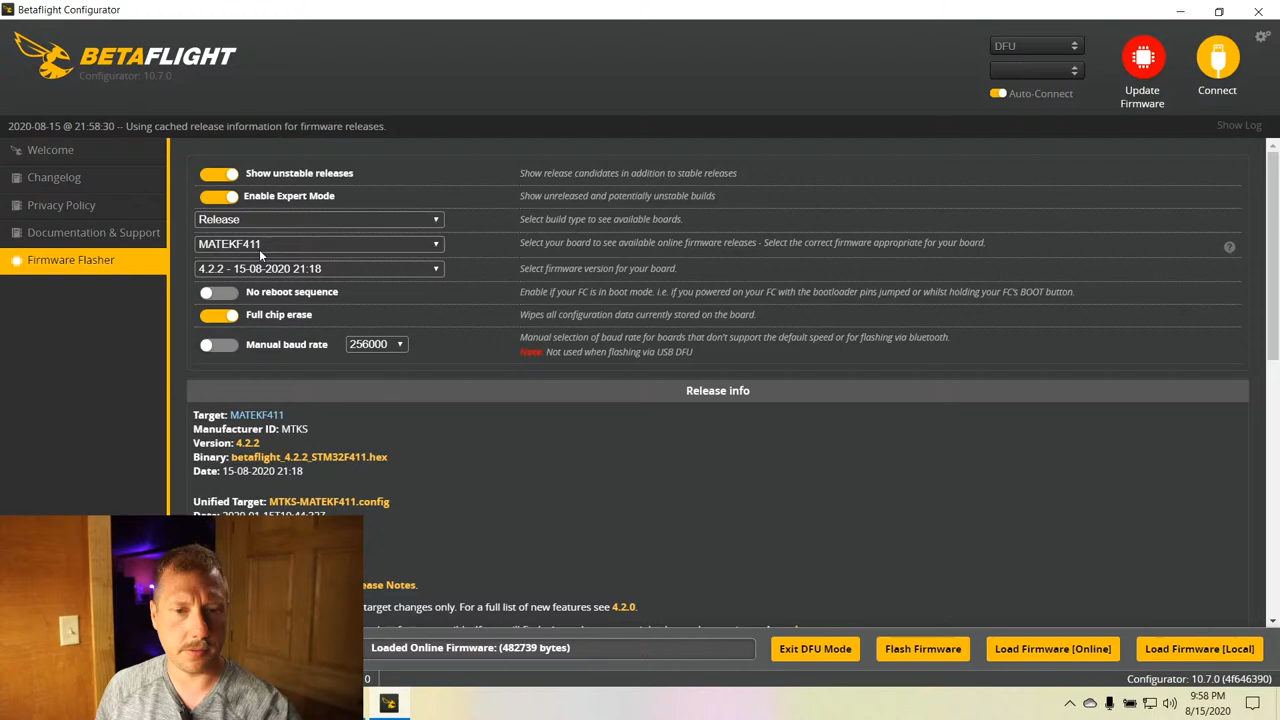 Betaflight Configurator
BETAFLIGHT
Configurator: 10.7.0
DFU
Auto-Connect
Update
Firmware
Connect
2020-08-15 @ 21:58:30 -- Using cached release information for firmware releases.
Show Log
Welcome
Changelog
Privacy Policy
Documentation & Support
Firmware Flasher
Show unstable releases
Show release candidates in addition to stable releases
Enable Expert Mode
Show unreleased and potentially unstable builds
Release
Select build type to see available boards.
MATEKF411
Select your board to see available online firmware releases - Select the correct firmware appropriate for your board.
4.2.2 - 15-08-2020 21:18
Select firmware version for your board.
No reboot sequence
Enable if your FC is in boot mode. i.e. if you powered on your FC with the bootloader pins jumped or whilst holding your FC's BOOT button.
Full chip erase
Wipes all configuration data currently stored on the board.
Manual baud rate
256000
Manual selection of baud rate for boards that don't support the default speed or for flashing via bluetooth.
Note: Not used when flashing via USB DFU
Release info
Target: MATEKF411
Manufacturer ID: MTKS
Version: 4.2.2
Binary: betaflight_4.2.2_STM32F411.hex
Date: 15-08-2020 21:18
Unified Target: MTKS-MATEKF411.config
ease Notes.
target changes only. For a full list of new features see 4.2.0.
Loaded Online Firmware: (482739 bytes)
Exit DFU Mode
Flash Firmware
Load Firmware [Online]
Load Firmware [Local]
0
Configurator: 10.7.0 (4f646390)
9:58 PM
8/15/2020